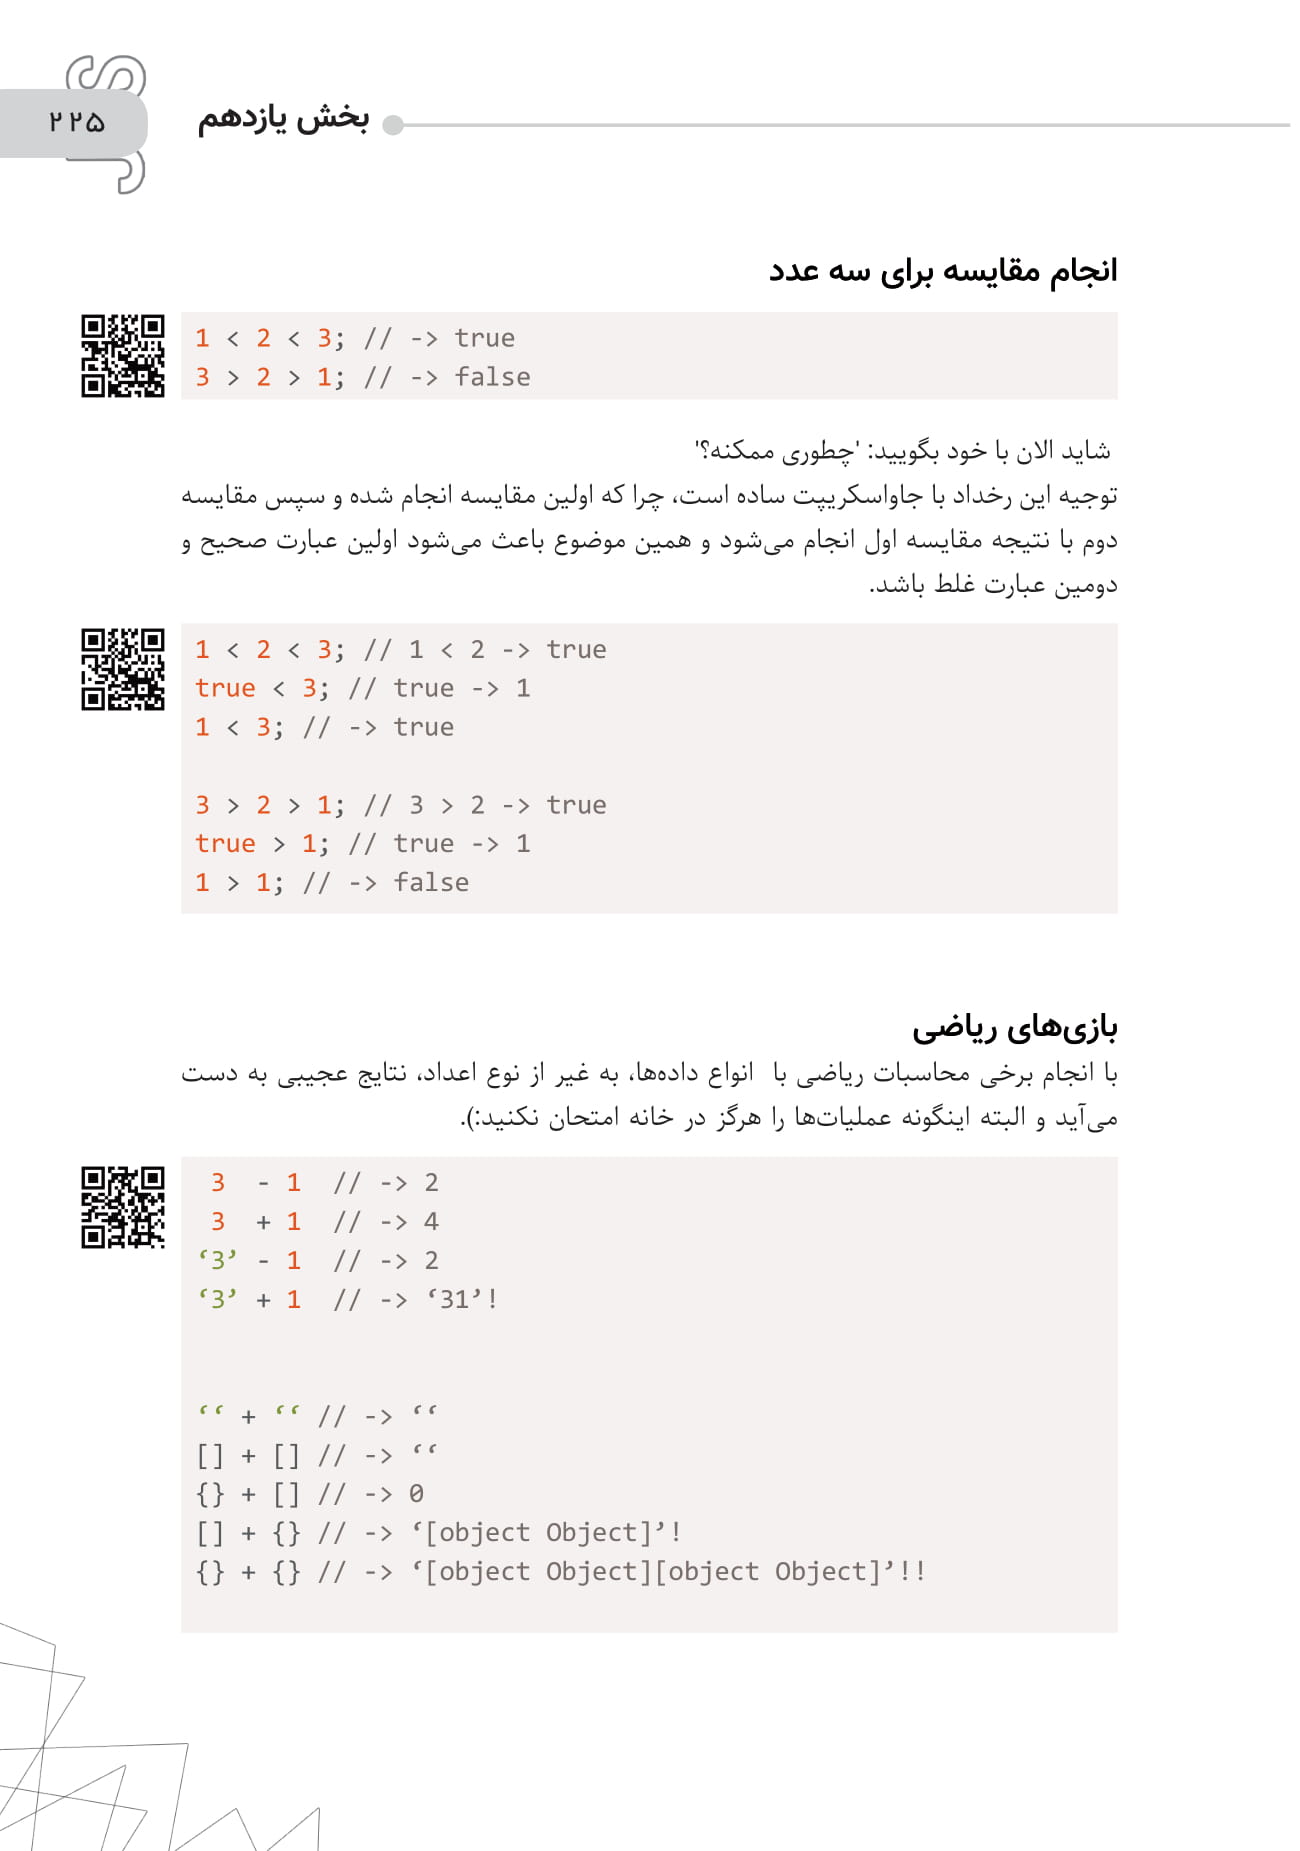 JS
۲۲۵
بخش یازدهم
انجام مقایسه برای سه عدد
1 < 2 < 3; // -> true
3 > 2 > 1; // -> false
شاید الان با خود بگویید: 'چطوری ممکنه؟'
توجیه این رخداد با جاواسکریپت ساده است، چرا که اولین مقایسه انجام شده و سپس مقایسه
دوم با نتیجه مقایسه اول انجام می‌شود و همین موضوع باعث می‌شود اولین عبارت صحیح و
دومین عبارت غلط باشد.
1 < 2 < 3; // 1 < 2 -> true
true < 3; // true -> 1
1 < 3; // -> true
3 > 2 > 1; // 3 > 2 -> true
true > 1; // true -> 1
1 > 1; // -> false
بازی‌های ریاضی
با انجام برخی محاسبات ریاضی با  انواع داده‌ها، به غیر از نوع اعداد، نتایج عجیبی به دست
می‌آید و البته اینگونه عملیات‌ها را هرگز در خانه امتحان نکنید:).
3  - 1  // -> 2
3  + 1  // -> 4
‘3’ - 1  // -> 2
‘3’ + 1  // -> ‘31’!
‘‘ + ‘‘ // -> ‘‘
[] + [] // -> ‘‘
{} + [] // -> 0
[] + {} // -> ‘[object Object]’!
{} + {} // -> ‘[object Object][object Object]’!!